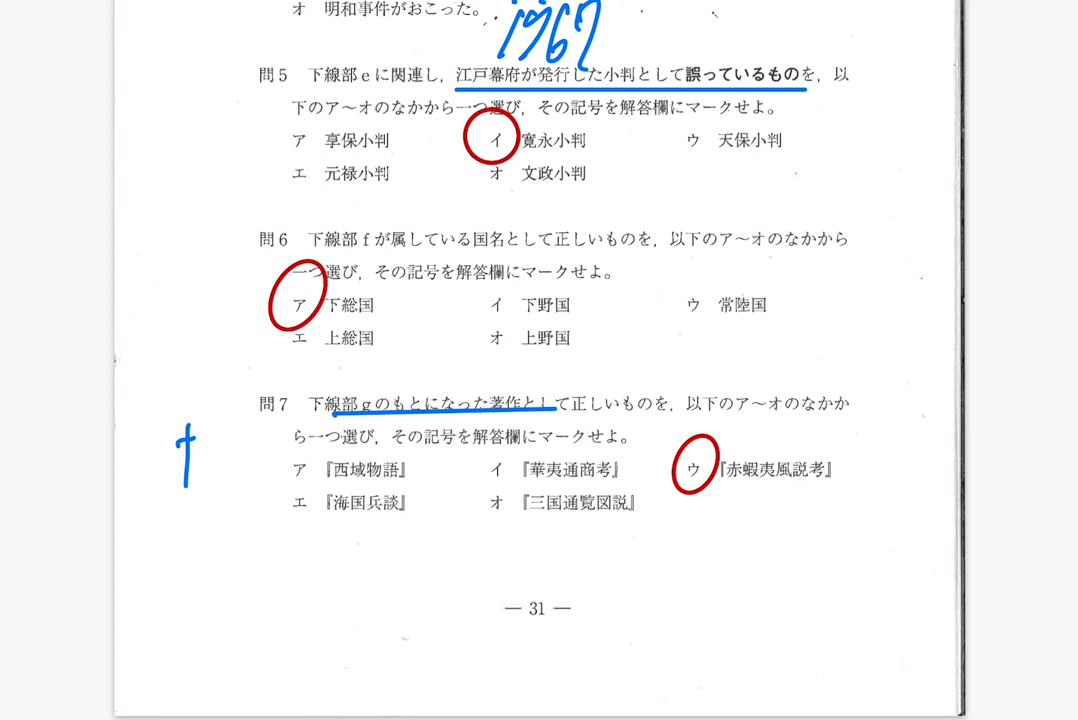 オ 明和事件がおこった。
1967
問5 下線部eに関連し，江戸幕府が発行した小判として誤っているものを，以
下のア〜オのなかから一つ選び，その記号を解答欄にマークせよ。
ア 享保小判 イ 寛永小判 ウ 天保小判
エ 元禄小判 オ 文政小判
問6 下線部fが属している国名として正しいものを，以下のア〜オのなかから
一つ選び，その記号を解答欄にマークせよ。
ア 下総国 イ 下野国 ウ 常陸国
エ 上総国 オ 上野国
問7 下線部gのもとになった著作として正しいものを，以下のア〜オのなかか
ら一つ選び，その記号を解答欄にマークせよ。
ア 『西域物語』 イ 『華夷通商考』 ウ 『赤蝦夷風説考』
エ 『海国兵談』 オ 『三国通覧図説』
― 31 ―